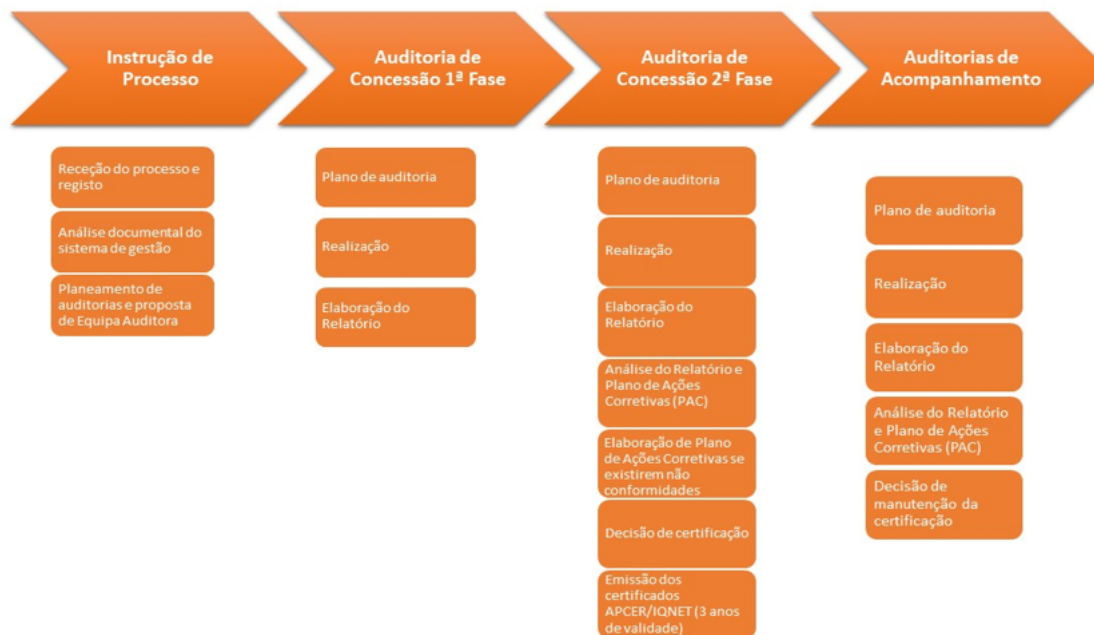 Instrução de
Processo
Auditoria de
Concessão 1ª Fase
Auditoria de
Concessão 2ª Fase
Auditorias de
Acompanhamento
Receção do processo e
registo
Análise documental do
sistema de gestão
Planeamento de
auditorias e proposta
de Equipa Auditora
Plano de auditoria
Realização
Elaboração do
Relatório
Plano de auditoria
Realização
Elaboração do
Relatório
Análise do Relatório e
Plano de Ações
Corretivas (PAC)
Elaboração de Plano
de Ações Corretivas se
existirem não
conformidades
Decisão de certificação
Emissão dos
certificados
APCER/IQNET (3 anos
de validade)
Plano de auditoria
Realização
Elaboração do
Relatório
Análise do Relatório
e Plano de Ações
Corretivas (PAC)
Decisão de
manutenção da
certificação